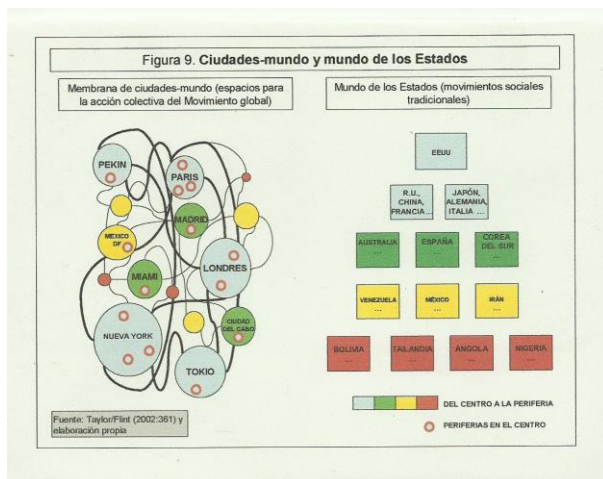 Figura 9. Ciudades-mundo y mundo de los Estados
Membrana de ciudades-mundo (espacios para
la acción colectiva del Movimiento global)
Mundo de los Estados (movimientos sociales
tradicionales)
PEKIN
PARIS
MADRID
MÉXICO
DF
LONDRES
MIAMI
NUEVA YORK
CIUDAD
DEL CABO
TOKIO
EEUU
R.U.,
CHINA,
FRANCIA...
JAPÓN,
ALEMANIA,
ITALIA ...
AUSTRALIA
...
ESPAÑA
...
COREA
DEL SUR
...
VENEZUELA
...
MÉXICO
...
IRÁN
...
BOLIVIA
...
TAILANDIA
...
ANGOLA
...
NIGERIA
...
DEL CENTRO A LA PERIFERIA
PERIFERIAS EN EL CENTRO
Fuente: Taylor/Flint (2002:361) y
elaboración propia